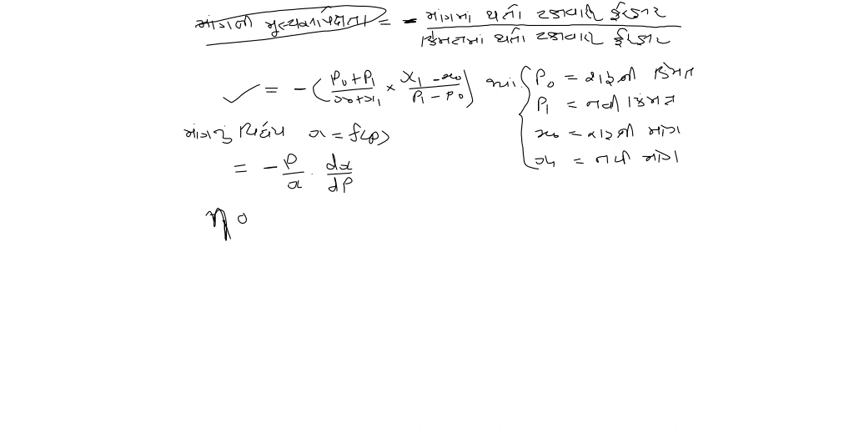 માંગની મૂલ્યસાપેક્ષતા = - માંગમાં થતો ટકાવારી ફેરફાર / કિંમતમાં થતો ટકાવારી ફેરફાર
✓ = - ( P₀ + P₁ / x₀ + x₁ × x₁ - x₀ / P₁ - P₀ )
P₀ = શરૂની કિંમત
P₁ = નવી કિંમત
x₀ = શરૂની માંગ
x₁ = નવી માંગ
માંગનું વિધેય x = f(p)
= - P / x · dx / dP
η 0